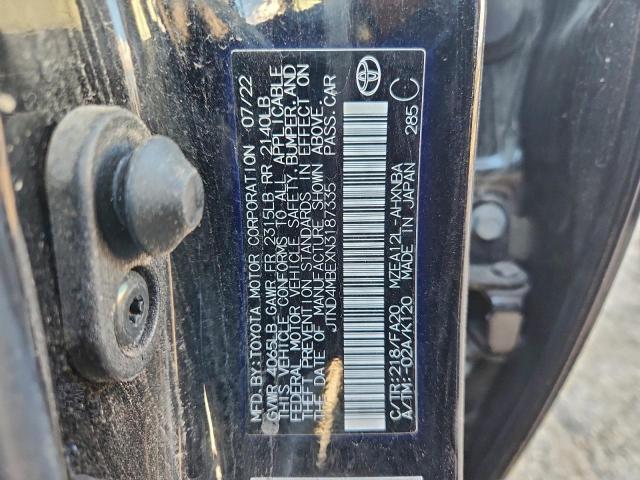 MFD. BY: TOYOTA MOTOR CORPORATION 07/22
GVWR 4065LB GAWR FR 2315LB RR 2140LB
THIS VEHICLE CONFORMS TO ALL APPLICABLE
FEDERAL MOTOR VEHICLE SAFETY, BUMPER, AND
THEFT PREVENTION STANDARDS IN EFFECT ON
THE DATE OF MANUFACTURE SHOWN ABOVE.
JTND4MBEXN3187335 PASS. CAR
C/TR: 218/FA20 MZEA12L-AHXNBA
A/TM: -02A/K120 MADE IN JAPAN 285
C